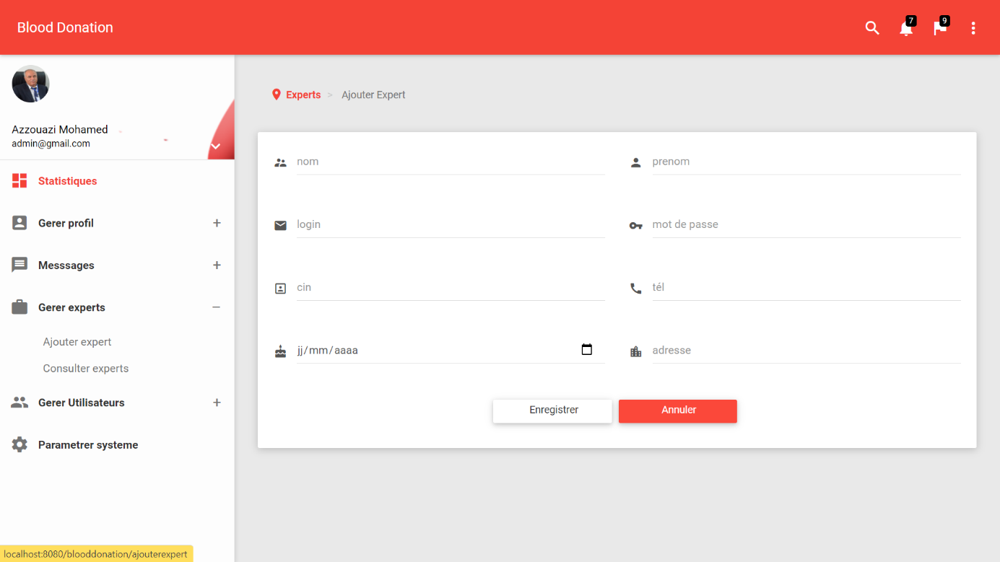 Blood Donation
7
9
Azzouazi Mohamed
admin@gmail.com
Statistiques
Gerer profil +
Messsages +
Gerer experts −
Ajouter expert
Consulter experts
Gerer Utilisateurs +
Parametrer systeme
Experts > Ajouter Expert
nom
prenom
login
mot de passe
cin
tél
jj/mm/aaaa
adresse
Enregistrer
Annuler
localhost:8080/blooddonation/ajouterexpert